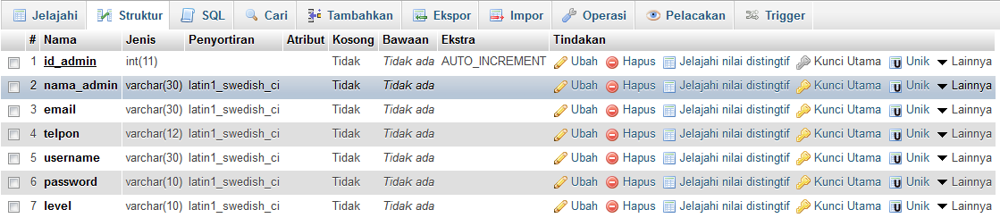 Jelajahi Struktur SQL Cari Tambahkan Ekspor Impor Operasi Pelacakan Trigger
# Nama Jenis Penyortiran Atribut Kosong Bawaan Ekstra Tindakan
1 id_admin int(11) Tidak Tidak ada AUTO_INCREMENT Ubah Hapus Jelajahi nilai distingtif Kunci Utama U Unik Lainnya
2 nama_admin varchar(30) latin1_swedish_ci Tidak Tidak ada Ubah Hapus Jelajahi nilai distingtif Kunci Utama U Unik Lainnya
3 email varchar(30) latin1_swedish_ci Tidak Tidak ada Ubah Hapus Jelajahi nilai distingtif Kunci Utama U Unik Lainnya
4 telpon varchar(12) latin1_swedish_ci Tidak Tidak ada Ubah Hapus Jelajahi nilai distingtif Kunci Utama U Unik Lainnya
5 username varchar(30) latin1_swedish_ci Tidak Tidak ada Ubah Hapus Jelajahi nilai distingtif Kunci Utama U Unik Lainnya
6 password varchar(10) latin1_swedish_ci Tidak Tidak ada Ubah Hapus Jelajahi nilai distingtif Kunci Utama U Unik Lainnya
7 level varchar(10) latin1_swedish_ci Tidak Tidak ada Ubah Hapus Jelajahi nilai distingtif Kunci Utama U Unik Lainnya